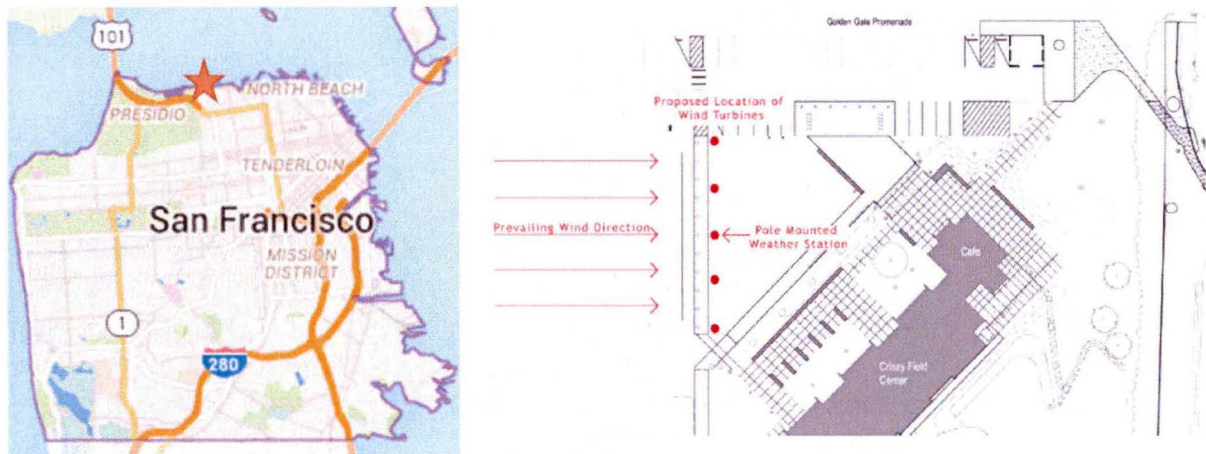 101
NORTH BEACH
PRESIDIO
TENDERLOIN
San Francisco
MISSION
DISTRICT
1
280
Golden Gate Promenade
Proposed Location of
Wind Turbines
Prevailing Wind Direction
Pole Mounted
Weather Station
Cafe
Crissy Field
Center